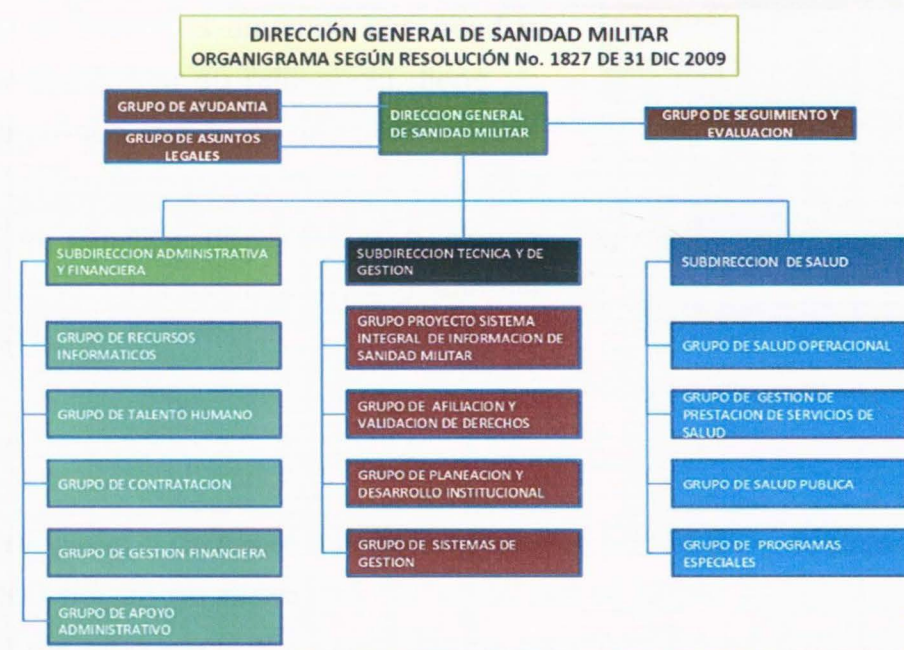 DIRECCIÓN GENERAL DE SANIDAD MILITAR
ORGANIGRAMA SEGÚN RESOLUCIÓN No. 1827 DE 31 DIC 2009
GRUPO DE AYUDANTIA
GRUPO DE ASUNTOS
LEGALES
DIRECCION GENERAL
DE SANIDAD MILITAR
GRUPO DE SEGUIMIENTO Y
EVALUACION
SUBDIRECCION ADMINISTRATIVA
Y FINANCIERA
GRUPO DE RECURSOS
INFORMATICOS
GRUPO DE TALENTO HUMANO
GRUPO DE CONTRATACION
GRUPO DE GESTION FINANCIERA
GRUPO DE APOYO
ADMINISTRATIVO
SUBDIRECCION TECNICA Y DE
GESTION
GRUPO PROYECTO SISTEMA
INTEGRAL DE INFORMACION DE
SANIDAD MILITAR
GRUPO DE AFILIACION Y
VALIDACION DE DERECHOS
GRUPO DE PLANEACION Y
DESARROLLO INSTITUCIONAL
GRUPO DE SISTEMAS DE
GESTION
SUBDIRECCION DE SALUD
GRUPO DE SALUD OPERACIONAL
GRUPO DE GESTION DE
PRESTACION DE SERVICIOS DE
SALUD
GRUPO DE SALUD PUBLICA
GRUPO DE PROGRAMAS
ESPECIALES